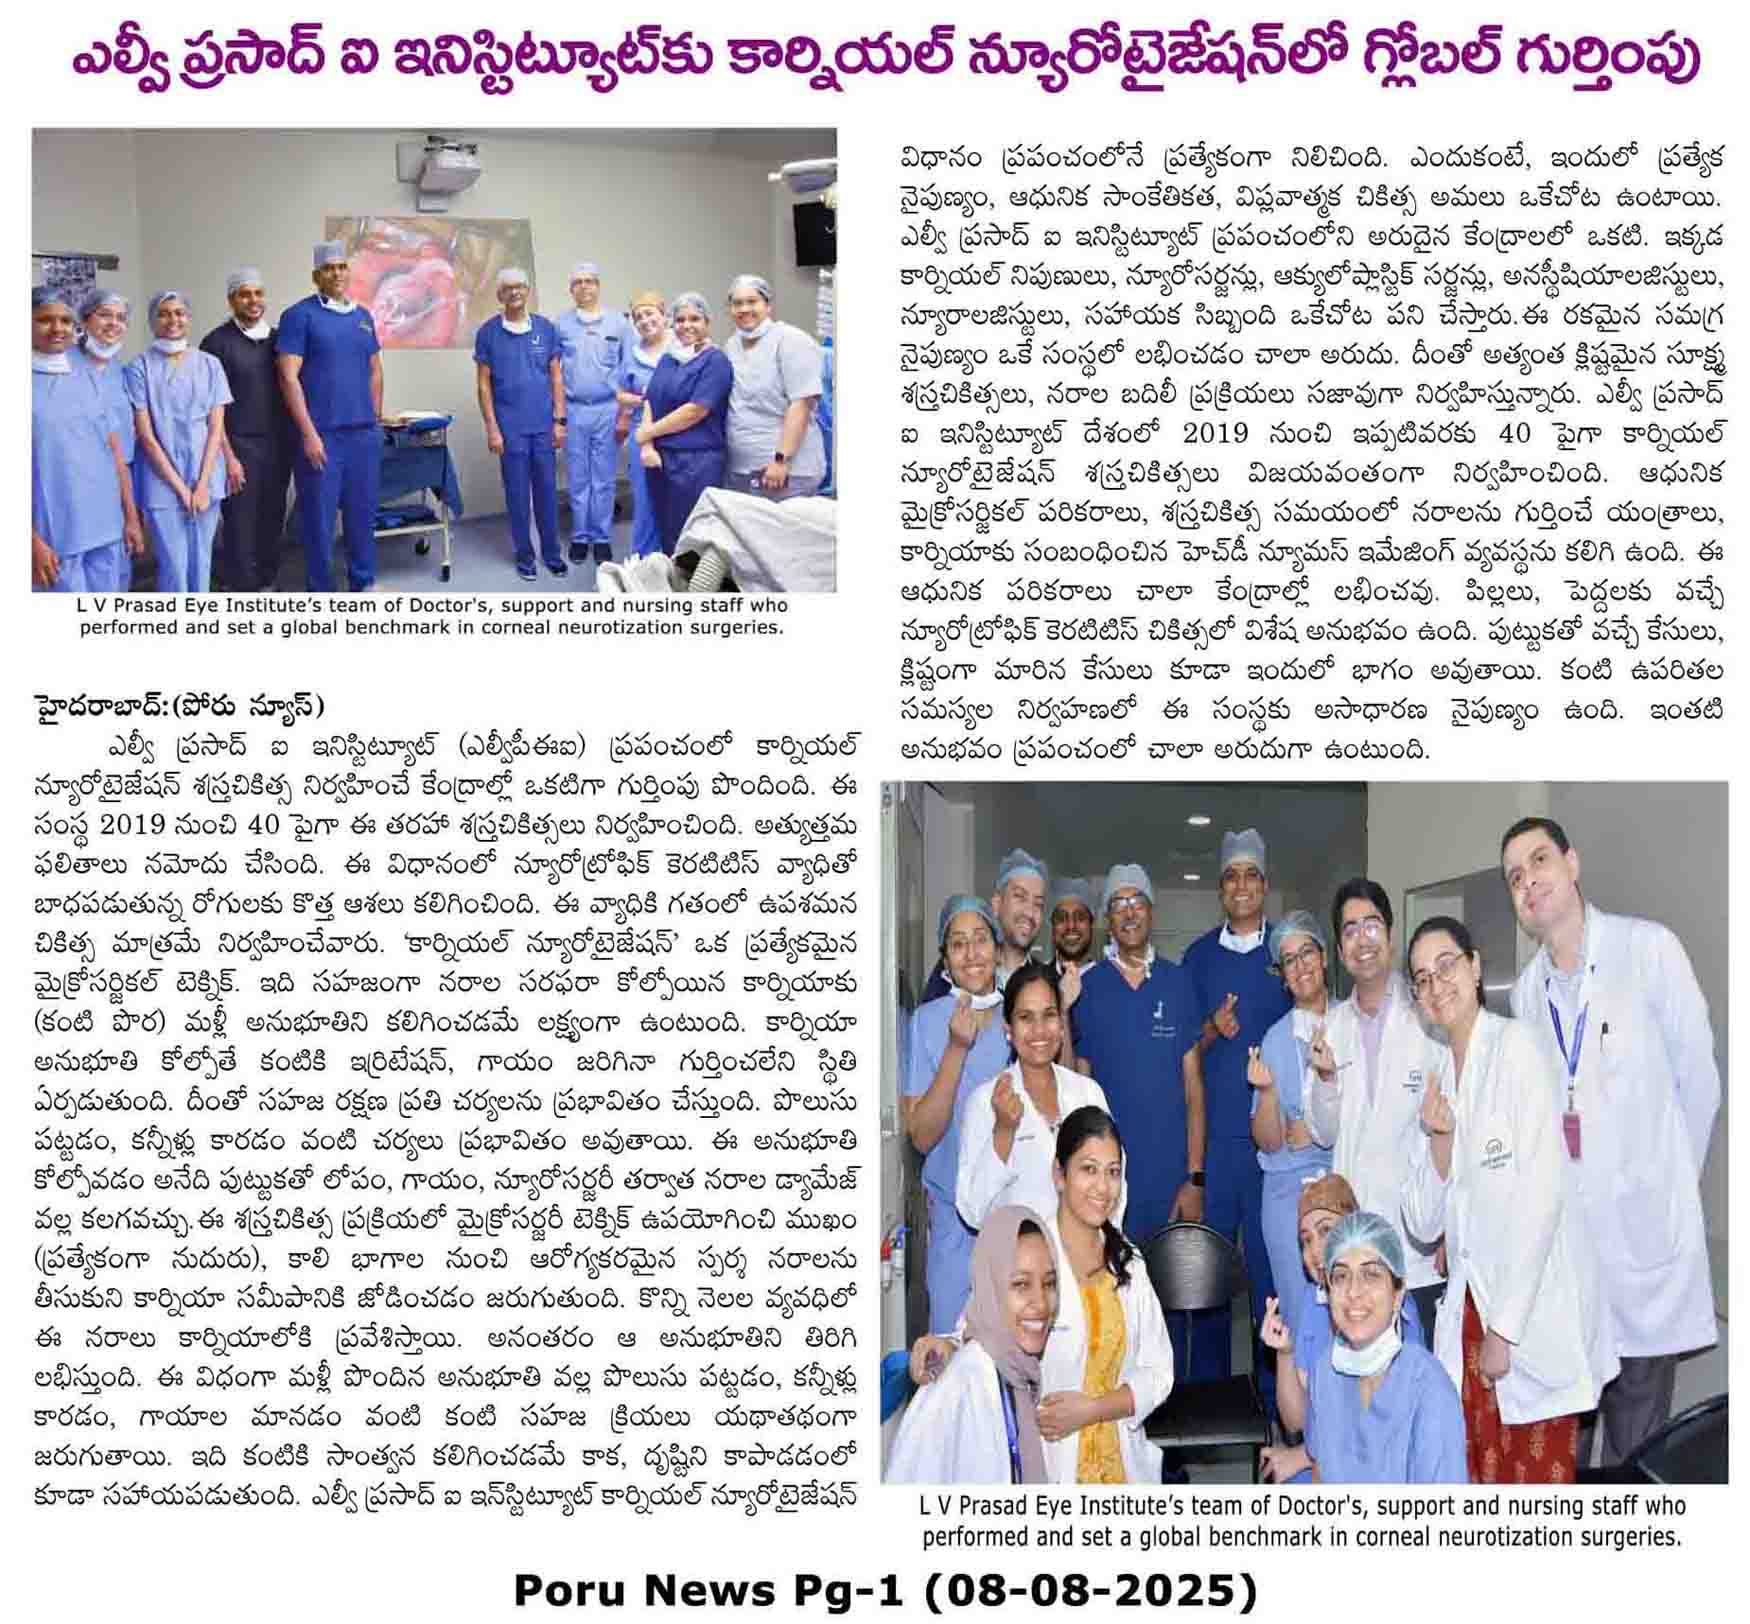 ఎల్వీ ప్రసాద్ ఐ ఇనిస్టిట్యూట్‌కు కార్నియల్ న్యూరోటైజేషన్‌లో గ్లోబల్ గుర్తింపు
L V Prasad Eye Institute's team of Doctor's, support and nursing staff who
performed and set a global benchmark in corneal neurotization surgeries.
హైదరాబాద్:(పోరు న్యూస్)
ఎల్వీ ప్రసాద్ ఐ ఇనిస్టిట్యూట్ (ఎల్వీపీఈఐ) ప్రపంచంలో కార్నియల్
న్యూరోటైజేషన్ శస్త్రచికిత్స నిర్వహించే కేంద్రాల్లో ఒకటిగా గుర్తింపు పొందింది. ఈ
సంస్థ 2019 నుంచి 40 పైగా ఈ తరహా శస్త్రచికిత్సలు నిర్వహించింది. అత్యుత్తమ
ఫలితాలు నమోదు చేసింది. ఈ విధానంలో న్యూరోట్రోఫిక్ కెరటిటిస్ వ్యాధితో
బాధపడుతున్న రోగులకు కొత్త ఆశలు కలిగించింది. ఈ వ్యాధికి గతంలో ఉపశమన
చికిత్స మాత్రమే నిర్వహించేవారు. ‘కార్నియల్ న్యూరోటైజేషన్’ ఒక ప్రత్యేకమైన
మైక్రోసర్జికల్ టెక్నిక్. ఇది సహజంగా నరాల సరఫరా కోల్పోయిన కార్నియాకు
(కంటి పొర) మళ్లీ అనుభూతిని కలిగించడమే లక్ష్యంగా ఉంటుంది. కార్నియా
అనుభూతి కోల్పోతే కంటికి ఇర్రిటేషన్, గాయం జరిగినా గుర్తించలేని స్థితి
ఏర్పడుతుంది. దీంతో సహజ రక్షణ ప్రతి చర్యలను ప్రభావితం చేస్తుంది. పొలుసు
పట్టడం, కన్నీళ్లు కారడం వంటి చర్యలు ప్రభావితం అవుతాయి. ఈ అనుభూతి
కోల్పోవడం అనేది పుట్టుకతో లోపం, గాయం, న్యూరోసర్జరీ తర్వాత నరాల డ్యామేజ్
వల్ల కలగవచ్చు.ఈ శస్త్రచికిత్స ప్రక్రియలో మైక్రోసర్జరీ టెక్నిక్ ఉపయోగించి ముఖం
(ప్రత్యేకంగా నుదురు), కాలి భాగాల నుంచి ఆరోగ్యకరమైన స్పర్శ నరాలను
తీసుకుని కార్నియా సమీపానికి జోడించడం జరుగుతుంది. కొన్ని నెలల వ్యవధిలో
ఈ నరాలు కార్నియాలోకి ప్రవేశిస్తాయి. అనంతరం ఆ అనుభూతిని తిరిగి
లభిస్తుంది. ఈ విధంగా మళ్లీ పొందిన అనుభూతి వల్ల పొలుసు పట్టడం, కన్నీళ్లు
కారడం, గాయాల మానడం వంటి కంటి సహజ క్రియలు యథాతథంగా
జరుగుతాయి. ఇది కంటికి సాంత్వన కలిగించడమే కాక, దృష్టిని కాపాడడంలో
కూడా సహాయపడుతుంది. ఎల్వీ ప్రసాద్ ఐ ఇన్‌స్టిట్యూట్ కార్నియల్ న్యూరోటైజేషన్
విధానం ప్రపంచంలోనే ప్రత్యేకంగా నిలిచింది. ఎందుకంటే, ఇందులో ప్రత్యేక
నైపుణ్యం, ఆధునిక సాంకేతికత, విప్లవాత్మక చికిత్స అమలు ఒకేచోట ఉంటాయి.
ఎల్వీ ప్రసాద్ ఐ ఇనిస్టిట్యూట్ ప్రపంచంలోని అరుదైన కేంద్రాలలో ఒకటి. ఇక్కడ
కార్నియల్ నిపుణులు, న్యూరోసర్జన్లు, ఆక్యులోప్లాస్టిక్ సర్జన్లు, అనస్థీషియాలజిస్టులు,
న్యూరాలజిస్టులు, సహాయక సిబ్బంది ఒకేచోట పని చేస్తారు.ఈ రకమైన సమగ్ర
నైపుణ్యం ఒకే సంస్థలో లభించడం చాలా అరుదు. దీంతో అత్యంత క్లిష్టమైన సూక్ష్మ
శస్త్రచికిత్సలు, నరాల బదిలీ ప్రక్రియలు సజావుగా నిర్వహిస్తున్నారు. ఎల్వీ ప్రసాద్
ఐ ఇనిస్టిట్యూట్ దేశంలో 2019 నుంచి ఇప్పటివరకు 40 పైగా కార్నియల్
న్యూరోటైజేషన్ శస్త్రచికిత్సలు విజయవంతంగా నిర్వహించింది. ఆధునిక
మైక్రోసర్జికల్ పరికరాలు, శస్త్రచికిత్స సమయంలో నరాలను గుర్తించే యంత్రాలు,
కార్నియాకు సంబంధించిన హెచ్‌డీ న్యూమస్ ఇమేజింగ్ వ్యవస్థను కలిగి ఉంది. ఈ
ఆధునిక పరికరాలు చాలా కేంద్రాల్లో లభించవు. పిల్లలు, పెద్దలకు వచ్చే
న్యూరోట్రోఫిక్ కెరటిటిస్ చికిత్సలో విశేష అనుభవం ఉంది. పుట్టుకతో వచ్చే కేసులు,
క్లిష్టంగా మారిన కేసులు కూడా ఇందులో భాగం అవుతాయి. కంటి ఉపరితల
సమస్యల నిర్వహణలో ఈ సంస్థకు అసాధారణ నైపుణ్యం ఉంది. ఇంతటి
అనుభవం ప్రపంచంలో చాలా అరుదుగా ఉంటుంది.
L V Prasad Eye Institute's team of Doctor's, support and nursing staff who
performed and set a global benchmark in corneal neurotization surgeries.
Poru News Pg-1 (08-08-2025)